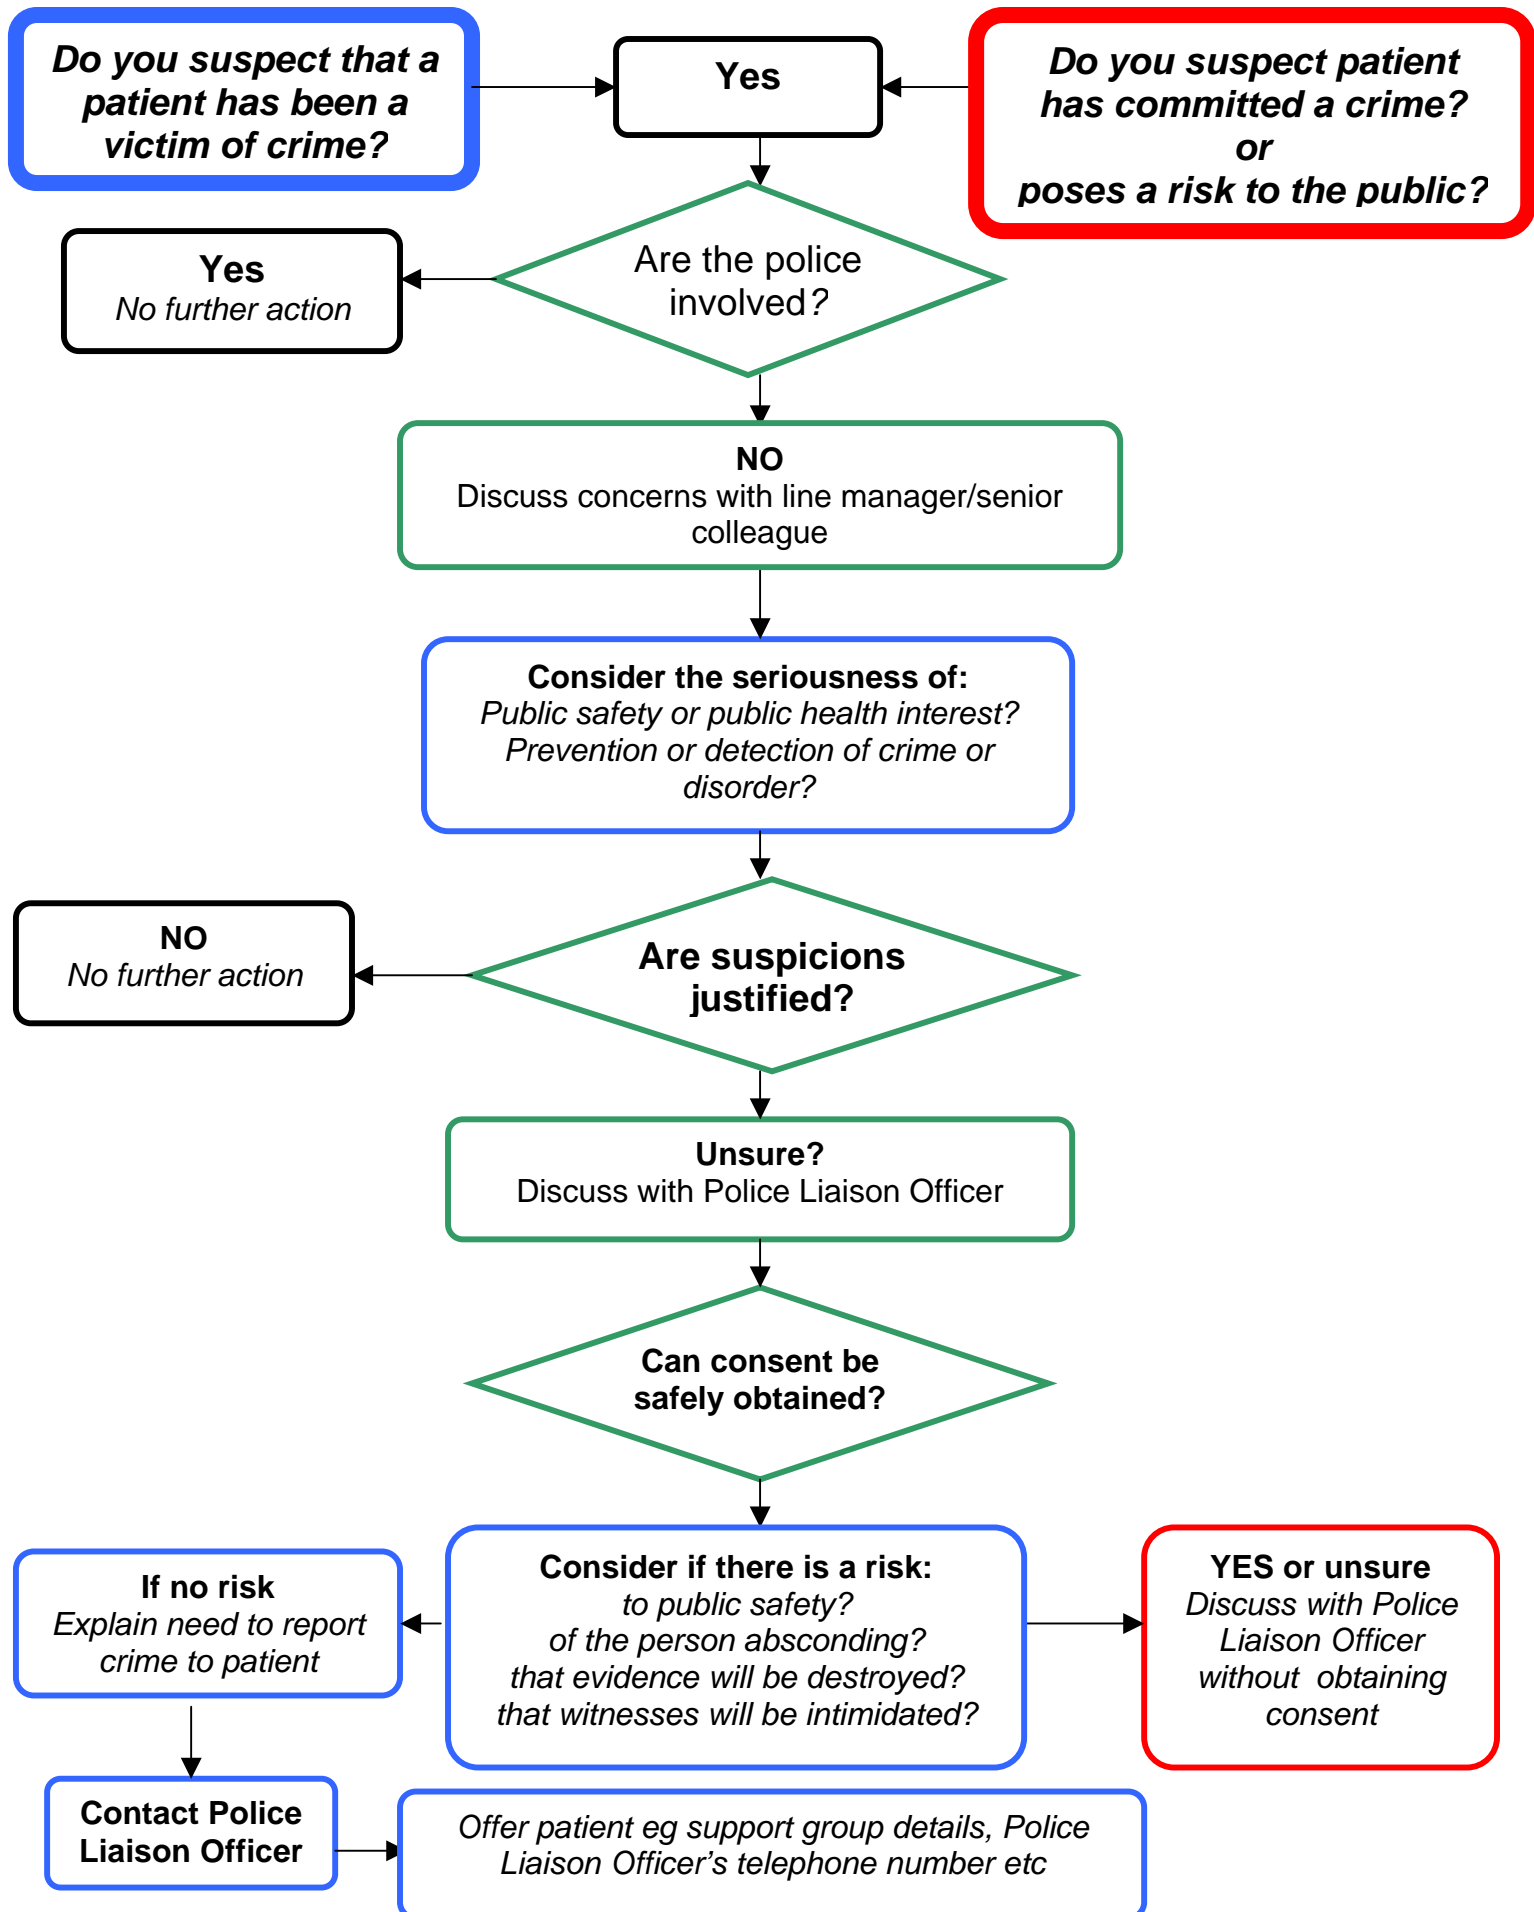 Do you suspect that a
patient has been a
victim of crime?
Yes
Do you suspect patient
has committed a crime?
or
poses a risk to the public?
Are the police
involved?
Yes
No further action
NO
Discuss concerns with line manager/senior
colleague
Consider the seriousness of:
Public safety or public health interest?
Prevention or detection of crime or
disorder?
Are suspicions
justified?
NO
No further action
Unsure?
Discuss with Police Liaison Officer
Can consent be
safely obtained?
Consider if there is a risk:
to public safety?
of the person absconding?
that evidence will be destroyed?
that witnesses will be intimidated?
If no risk
Explain need to report
crime to patient
YES or unsure
Discuss with Police
Liaison Officer
without obtaining
consent
Contact Police
Liaison Officer
Offer patient eg support group details, Police
Liaison Officer's telephone number etc